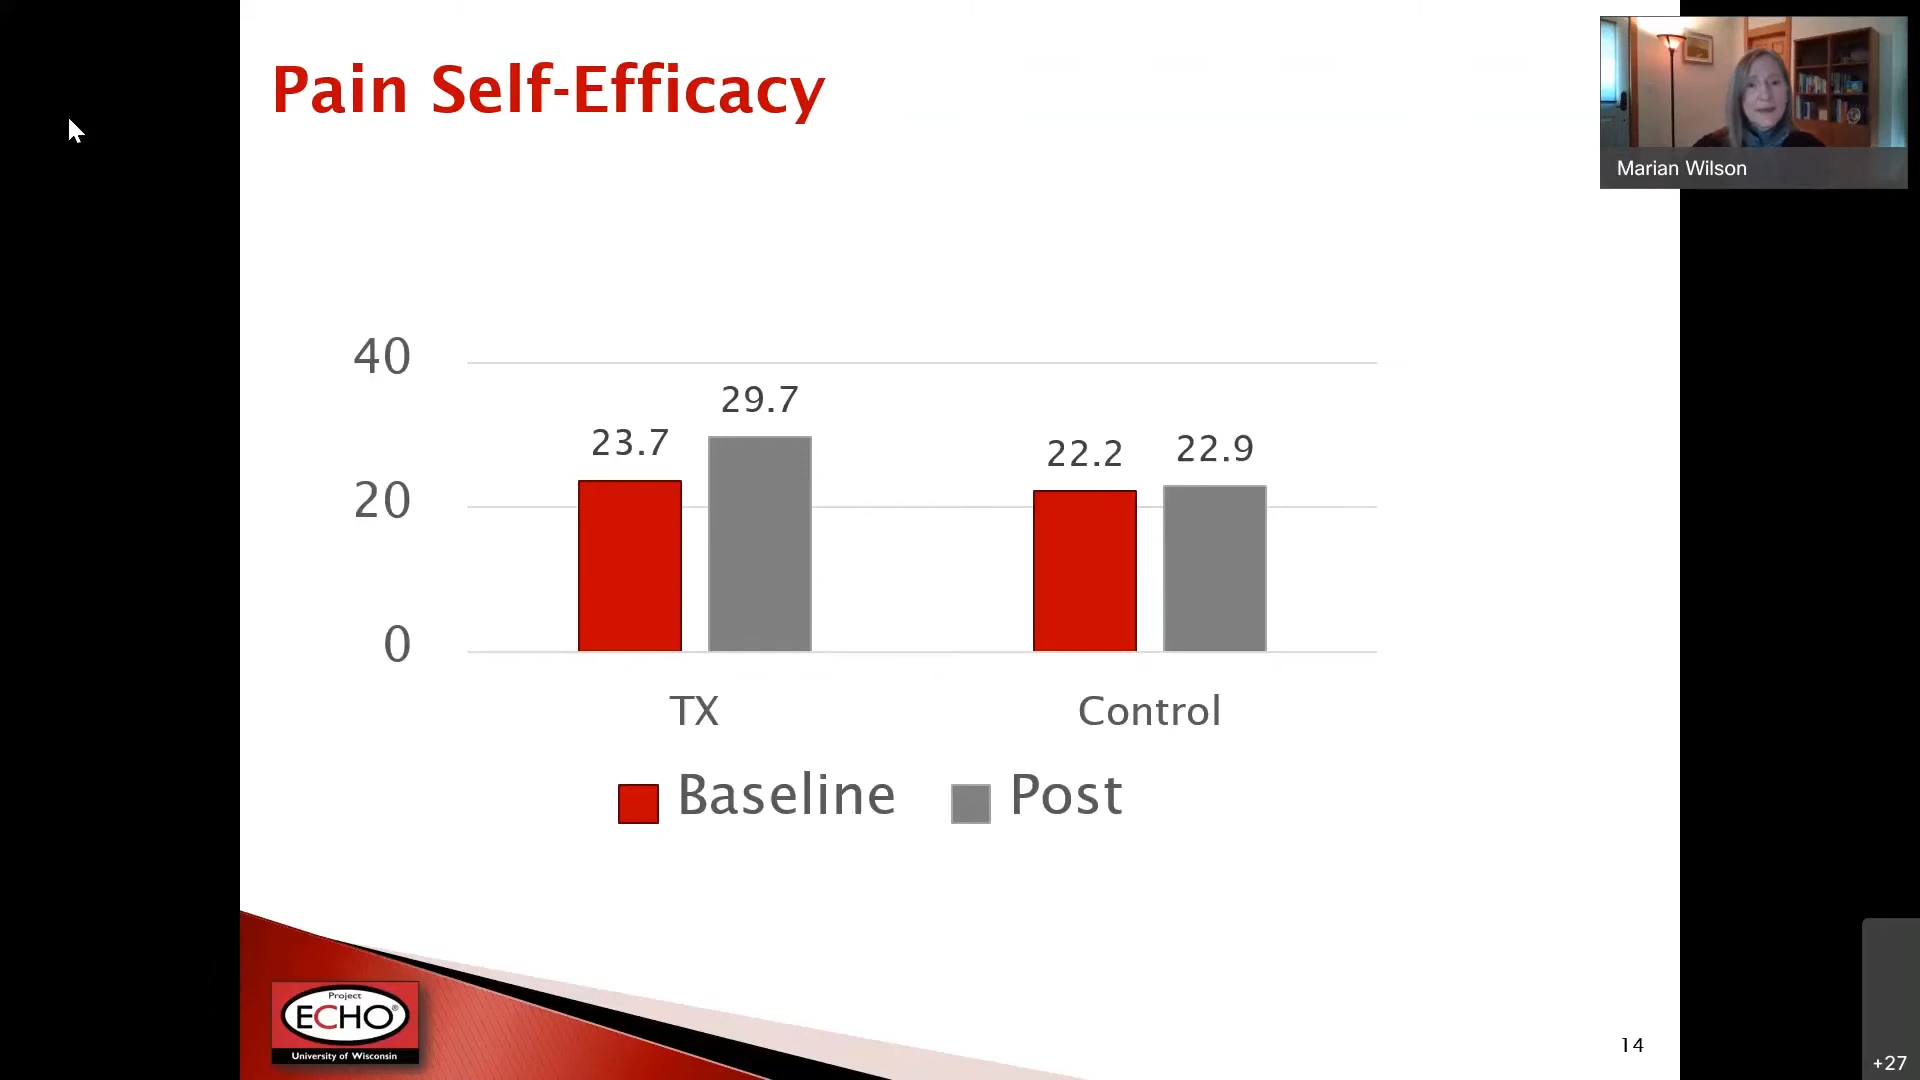 Pain Self-Efficacy
Marian Wilson
40
20
0
23.7
29.7
22.2
22.9
TX
Control
Baseline
Post
Project
ECHO®
University of Wisconsin
14
+27